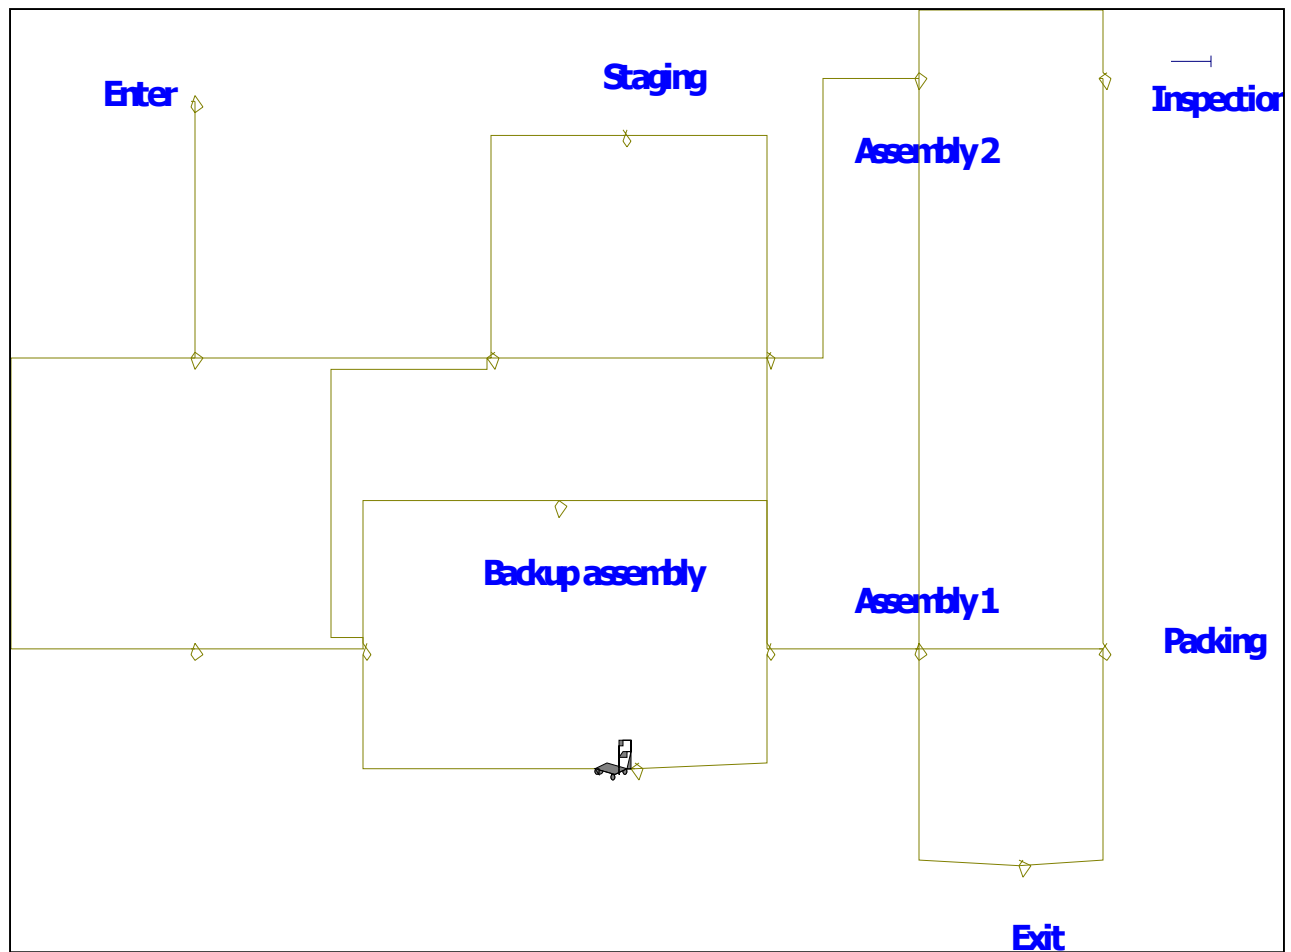 Staging
Enter
Inspection
Assembly 2
Backup assembly
Assembly 1
Packing
Exit